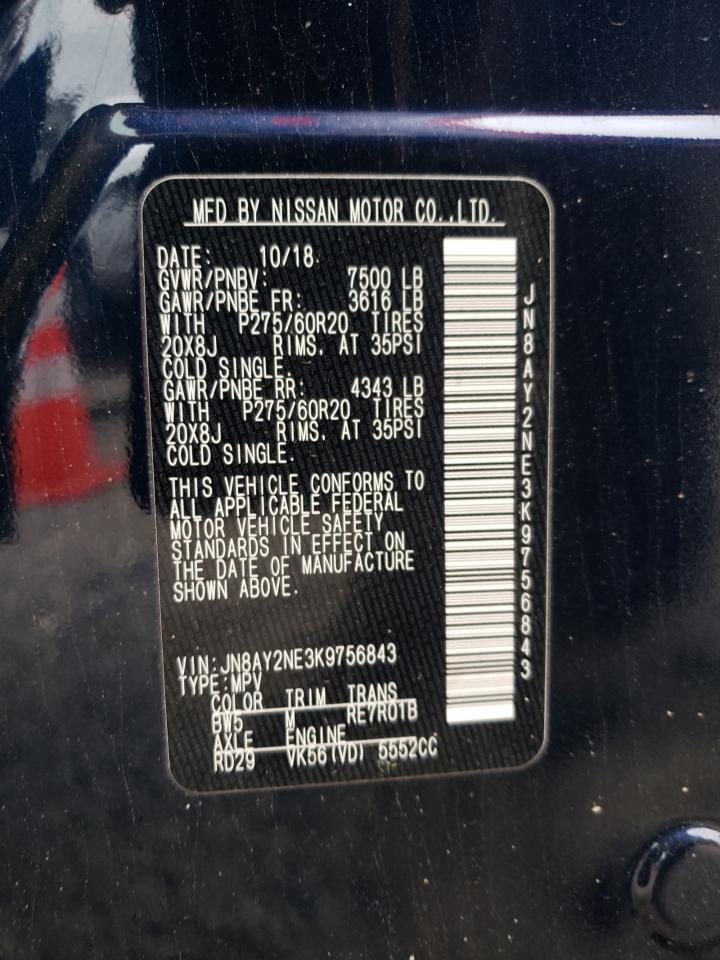 MFD BY NISSAN MOTOR CO.,LTD.
DATE: 10/18
GVWR/PNBV: 7500 LB
GAWR/PNBE FR: 3616 LB
WITH P275/60R20 TIRES
20X8J RIMS. AT 35PSI
COLD SINGLE.
GAWR/PNBE RR: 4343 LB
WITH P275/60R20 TIRES
20X8J RIMS. AT 35PSI
COLD SINGLE.
THIS VEHICLE CONFORMS TO
ALL APPLICABLE FEDERAL
MOTOR VEHICLE SAFETY
STANDARDS IN EFFECT ON
THE DATE OF MANUFACTURE
SHOWN ABOVE.
VIN:JN8AY2NE3K9756843
TYPE:MPV
COLOR TRIM TRANS
BW5 M RE7R01B
AXLE ENGINE
RD29 VK56(VD) 5552CC
JN8AY2NE3K9756843